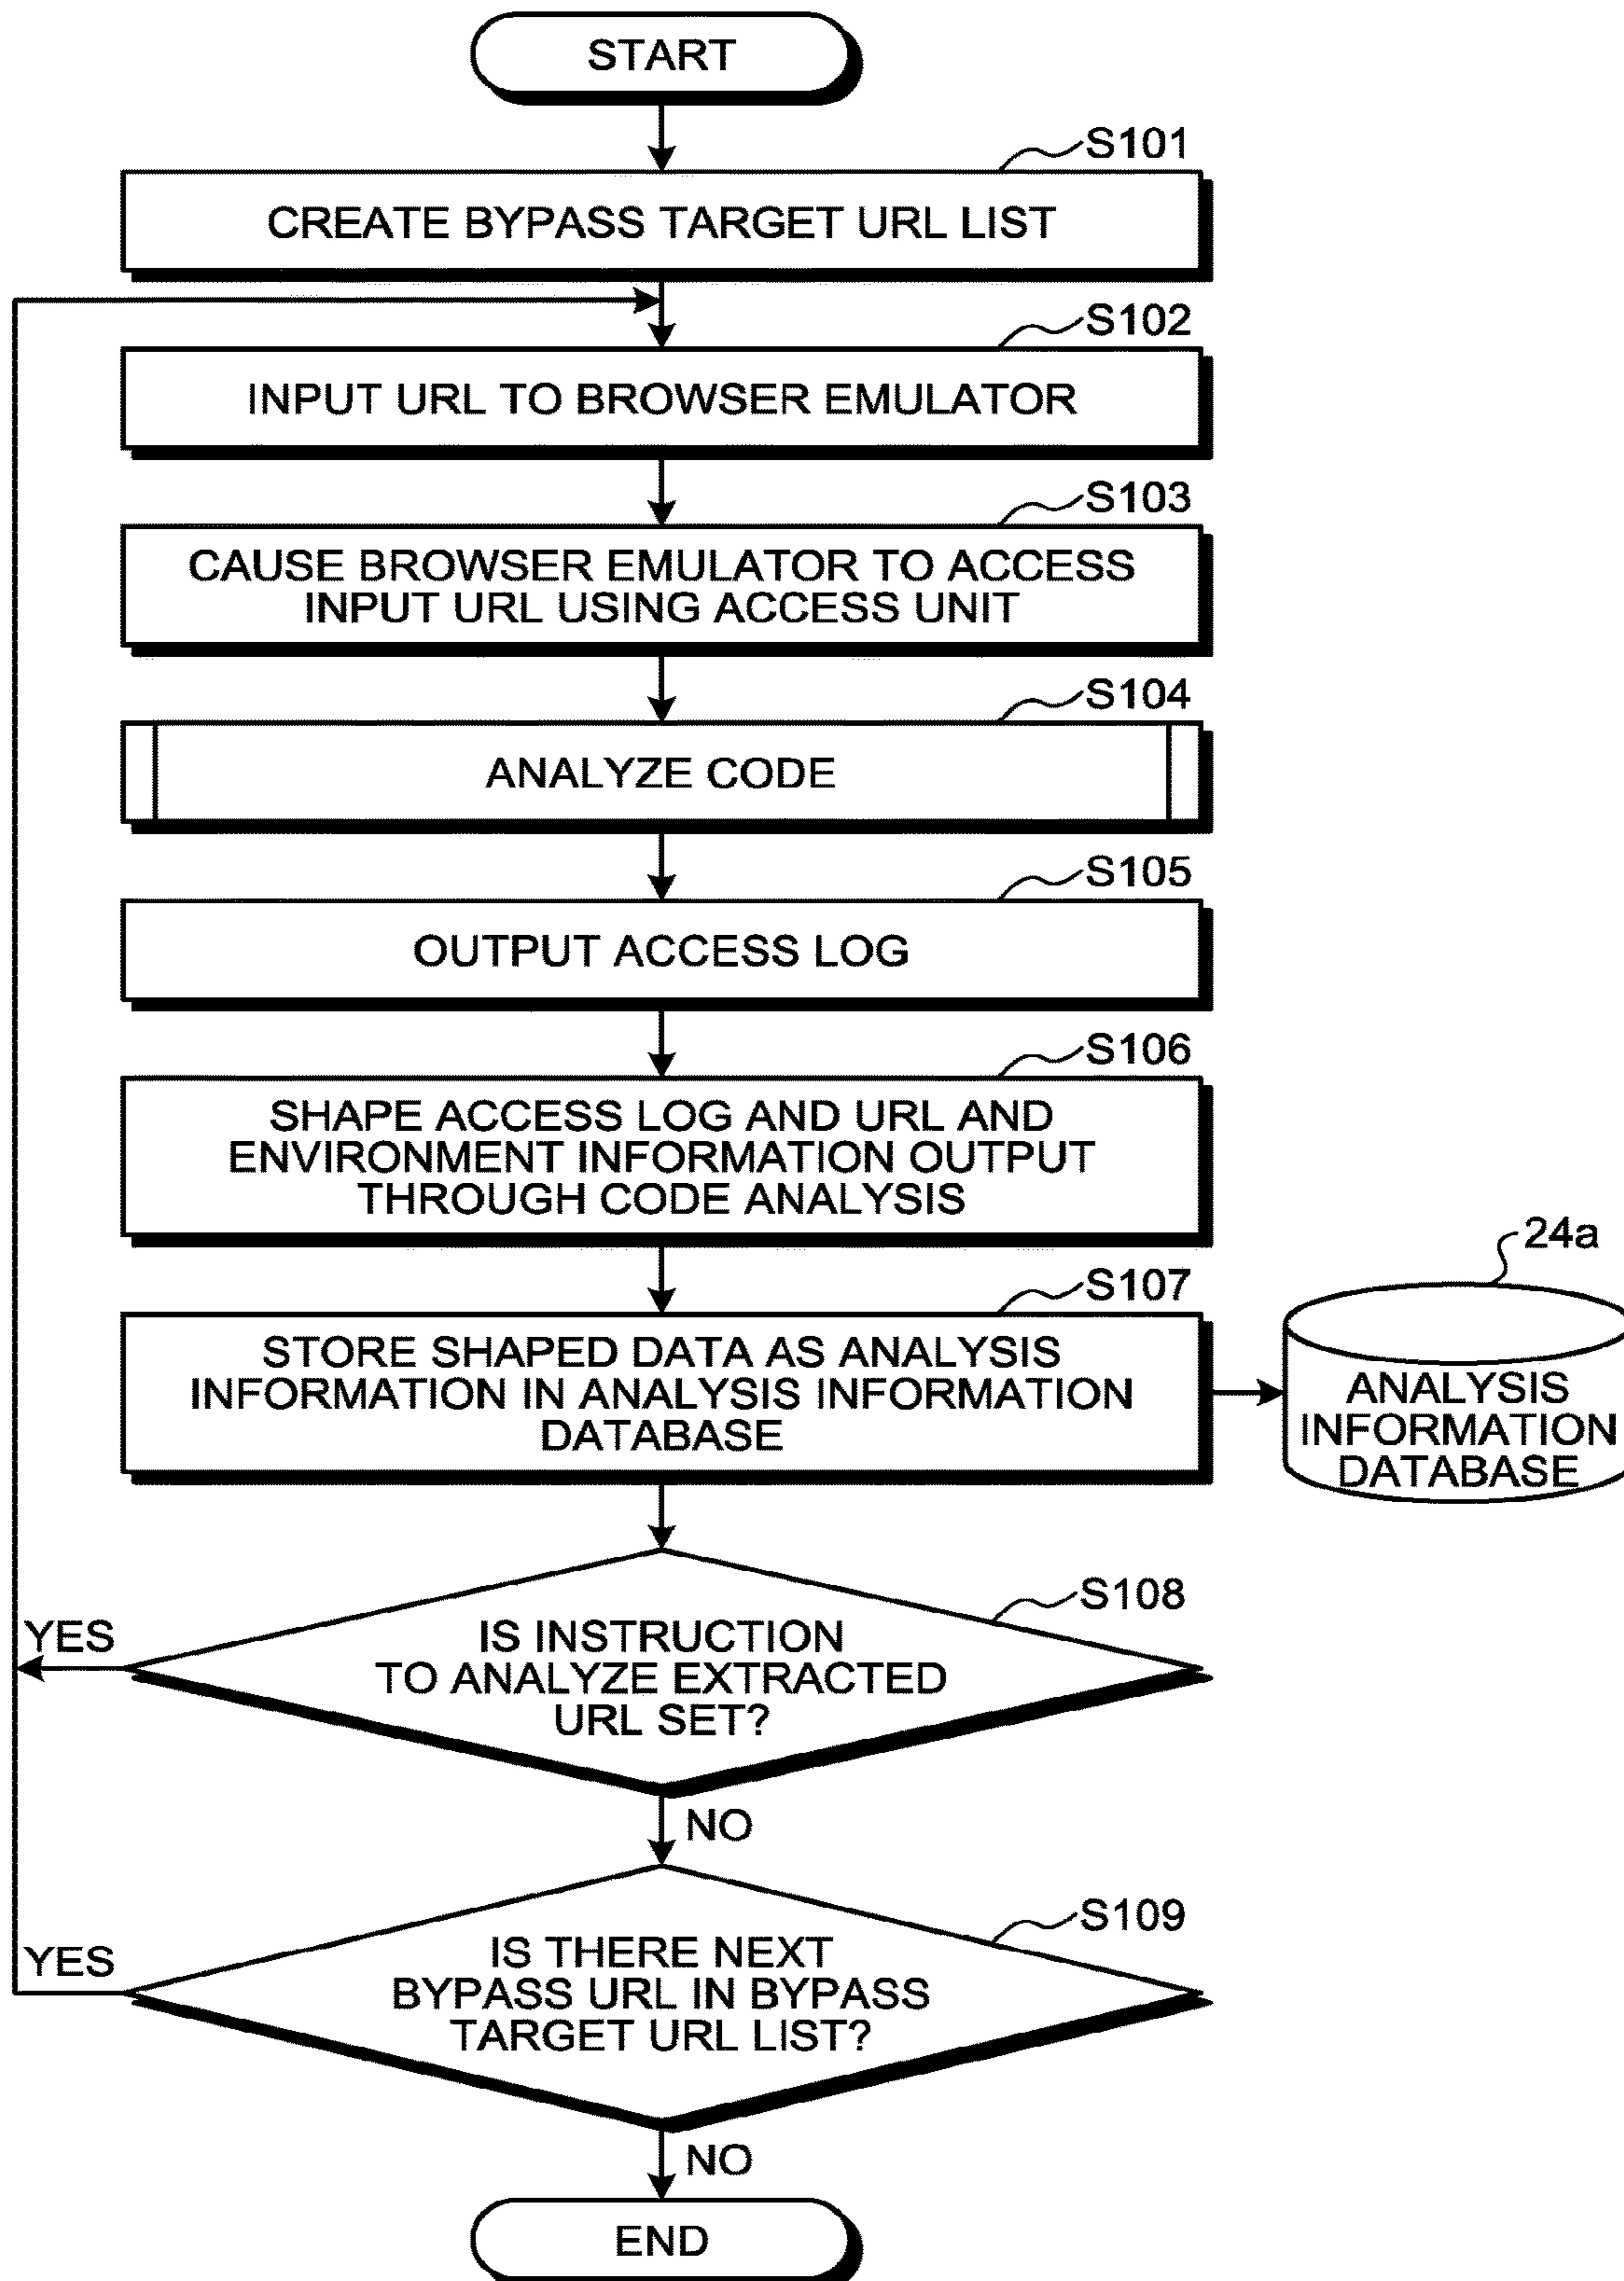 START
S101
CREATE BYPASS TARGET URL LIST
S102
INPUT URL TO BROWSER EMULATOR
S103
CAUSE BROWSER EMULATOR TO ACCESS
INPUT URL USING ACCESS UNIT
S104
ANALYZE CODE
S105
OUTPUT ACCESS LOG
S106
SHAPE ACCESS LOG AND URL AND
ENVIRONMENT INFORMATION OUTPUT
THROUGH CODE ANALYSIS
S107
STORE SHAPED DATA AS ANALYSIS
INFORMATION IN ANALYSIS INFORMATION
DATABASE
24a
ANALYSIS
INFORMATION
DATABASE
S108
IS INSTRUCTION
TO ANALYZE EXTRACTED
URL SET?
YES
NO
S109
IS THERE NEXT
BYPASS URL IN BYPASS
TARGET URL LIST?
YES
NO
END